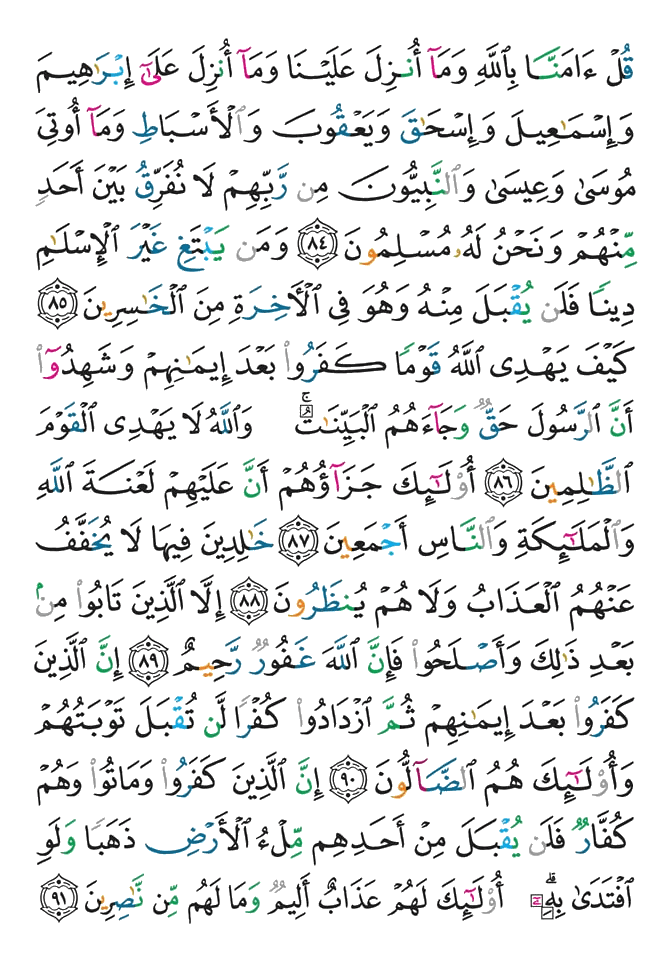 قُلْ ءَامَنَّا بِٱللَّهِ وَمَآ أُنزِلَ عَلَيْنَا وَمَآ أُنزِلَ عَلَىٰٓ إِبْرَٰهِيمَ
وَإِسْمَٰعِيلَ وَإِسْحَٰقَ وَيَعْقُوبَ وَٱلْأَسْبَاطِ وَمَآ أُوتِىَ
مُوسَىٰ وَعِيسَىٰ وَٱلنَّبِيُّونَ مِن رَّبِّهِمْ لَا نُفَرِّقُ بَيْنَ أَحَدٍ
مِّنْهُمْ وَنَحْنُ لَهُۥ مُسْلِمُونَ ٨٤ وَمَن يَبْتَغِ غَيْرَ ٱلْإِسْلَٰمِ
دِينًا فَلَن يُقْبَلَ مِنْهُ وَهُوَ فِى ٱلْأَخِرَةِ مِنَ ٱلْخَٰسِرِينَ ٨٥
كَيْفَ يَهْدِى ٱللَّهُ قَوْمًا كَفَرُوا۟ بَعْدَ إِيمَٰنِهِمْ وَشَهِدُوٓا۟
أَنَّ ٱلرَّسُولَ حَقٌّ وَجَآءَهُمُ ٱلْبَيِّنَٰتُ ۚ وَٱللَّهُ لَا يَهْدِى ٱلْقَوْمَ
ٱلظَّٰلِمِينَ ٨٦ أُو۟لَٰٓئِكَ جَزَآؤُهُمْ أَنَّ عَلَيْهِمْ لَعْنَةَ ٱللَّهِ
وَٱلْمَلَٰٓئِكَةِ وَٱلنَّاسِ أَجْمَعِينَ ٨٧ خَٰلِدِينَ فِيهَا لَا يُخَفَّفُ
عَنْهُمُ ٱلْعَذَابُ وَلَا هُمْ يُنظَرُونَ ٨٨ إِلَّا ٱلَّذِينَ تَابُوا۟ مِنۢ
بَعْدِ ذَٰلِكَ وَأَصْلَحُوا۟ فَإِنَّ ٱللَّهَ غَفُورٌ رَّحِيمٌ ٨٩ إِنَّ ٱلَّذِينَ
كَفَرُوا۟ بَعْدَ إِيمَٰنِهِمْ ثُمَّ ٱزْدَادُوا۟ كُفْرًا لَّن تُقْبَلَ تَوْبَتُهُمْ
وَأُو۟لَٰٓئِكَ هُمُ ٱلضَّآلُّونَ ٩٠ إِنَّ ٱلَّذِينَ كَفَرُوا۟ وَمَاتُوا۟ وَهُمْ
كُفَّارٌ فَلَن يُقْبَلَ مِنْ أَحَدِهِم مِّلْءُ ٱلْأَرْضِ ذَهَبًا وَلَوِ
ٱفْتَدَىٰ بِهِۦٓ ۗ أُو۟لَٰٓئِكَ لَهُمْ عَذَابٌ أَلِيمٌ وَمَا لَهُم مِّن نَّٰصِرِينَ ٩١